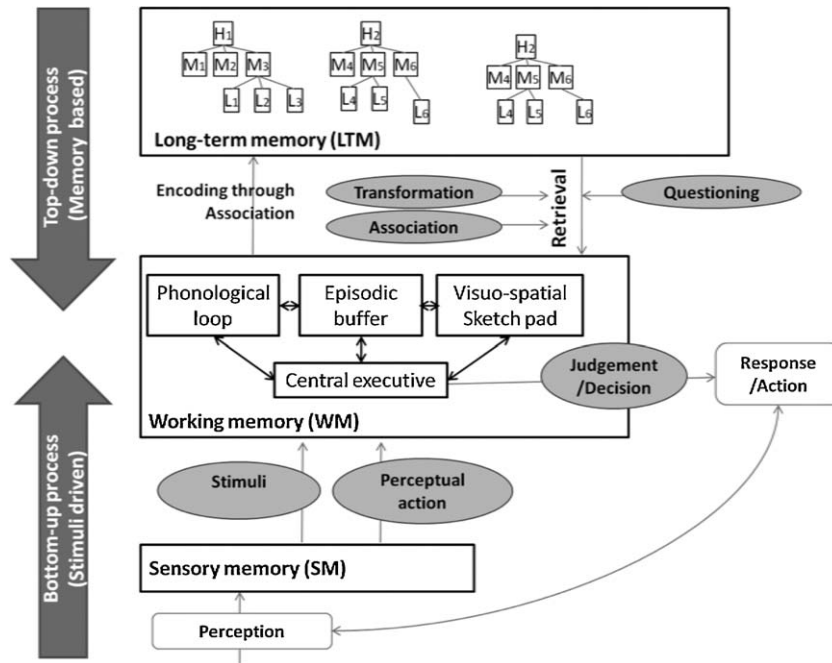 Top-down process
(Memory based)
H1
M1 M2 M3
L1 L2 L3
H2
M4 M5 M6
L4 L5
L6
H2
M4 M5 M6
L4 L5 L6
Long-term memory (LTM)
Encoding through
Association
Transformation
Association
Retrieval
Questioning
Phonological
loop
Episodic
buffer
Visuo-spatial
Sketch pad
Central executive
Judgement
/Decision
Response
/Action
Working memory (WM)
Bottom-up process
(Stimuli driven)
Stimuli
Perceptual
action
Sensory memory (SM)
Perception